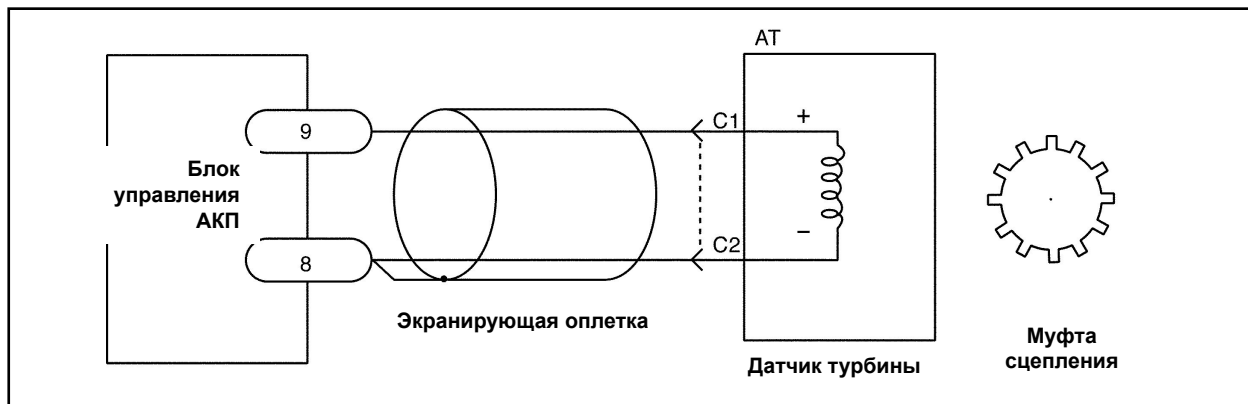 AT
9
C1
+
Блок
управления
АКП
−
C2
8
Экранирующая оплетка
Датчик турбины
Муфта
сцепления